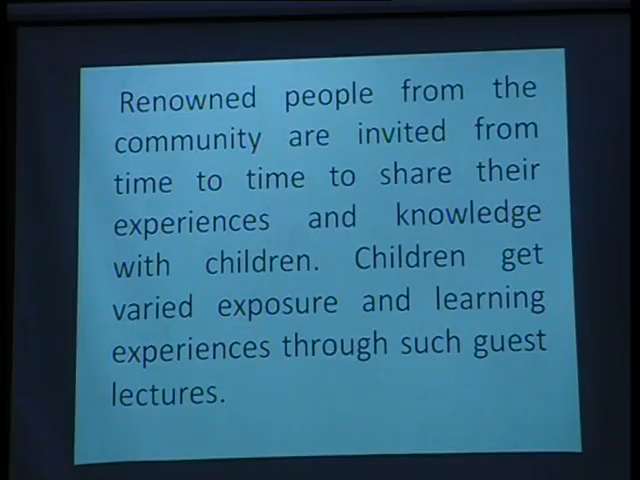 Renowned people from the
community are invited from
time to time to share their
experiences and knowledge
with children. Children get
varied exposure and learning
experiences through such guest
lectures.